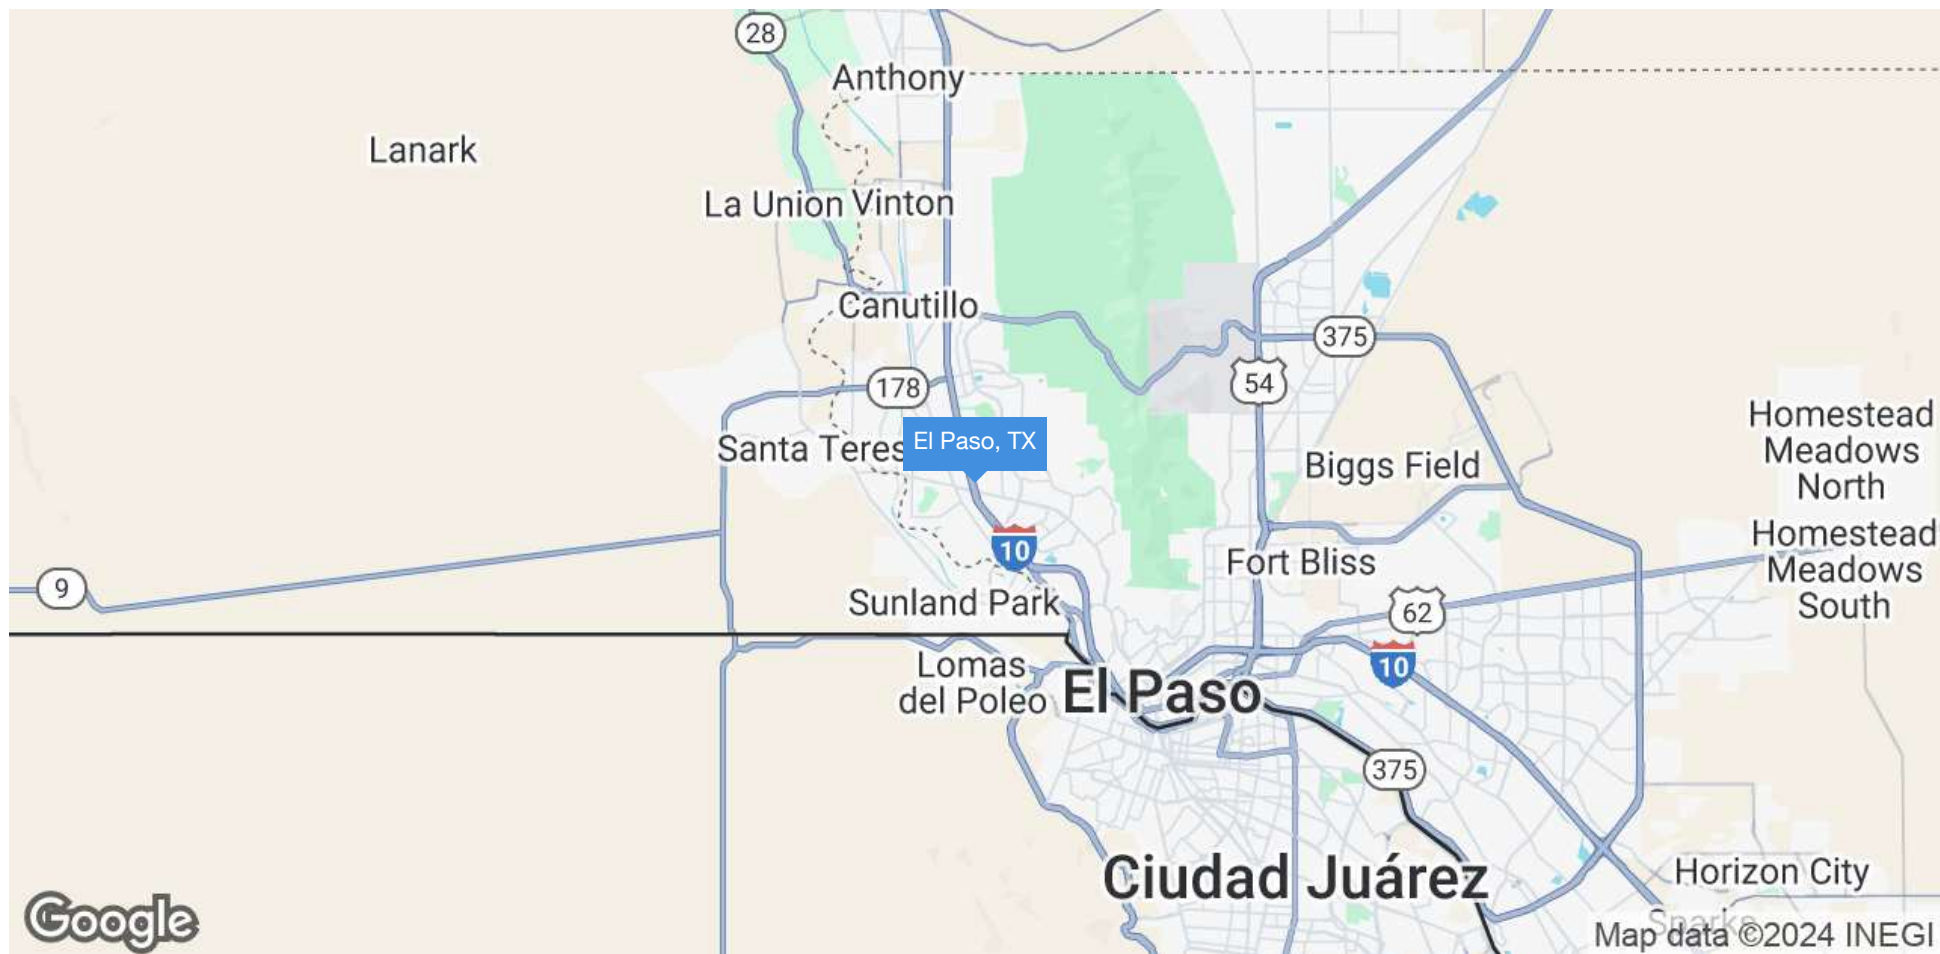 28
Anthony
Lanark
La Union
Vinton
Canutillo
375
178
54
El Paso, TX
Santa Teres
Homestead
Meadows
North
Biggs Field
10
Fort Bliss
Homestead
Meadows
South
9
Sunland Park
62
10
Lomas
del Poleo
El Paso
375
Ciudad Juárez
Horizon City
Sparks
Google
Map data ©2024 INEGI